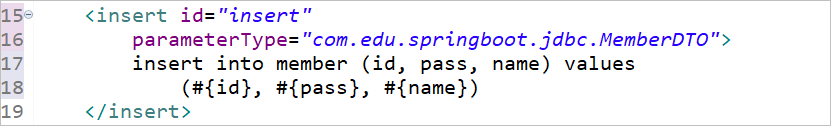 15 <insert id="insert"
16 parameterType="com.edu.springboot.jdbc.MemberDTO">
17 insert into member (id, pass, name) values
18 (#{id}, #{pass}, #{name})
19 </insert>